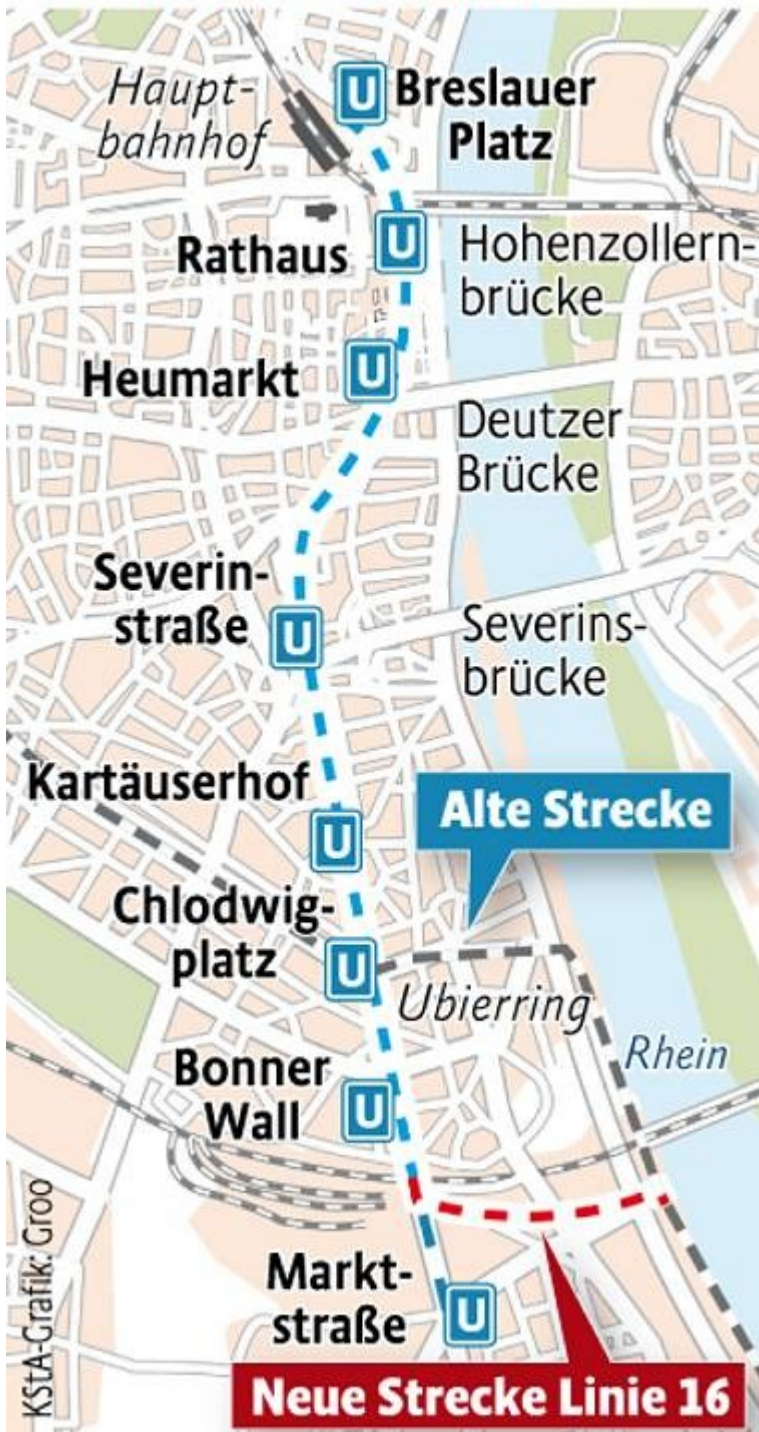 Haupt-
bahnhof
U
Breslauer
Platz
Rathaus
U
Hohenzollern-
brücke
Heumarkt
U
Deutzer
Brücke
Severin-
straße
U
Severins-
brücke
Kartäuserhof
U
Alte Strecke
Chlodwig-
platz
U
Ubierring
Rhein
Bonner
Wall
U
Markt-
straße
U
Neue Strecke Linie 16
KStA-Grafik: Groo